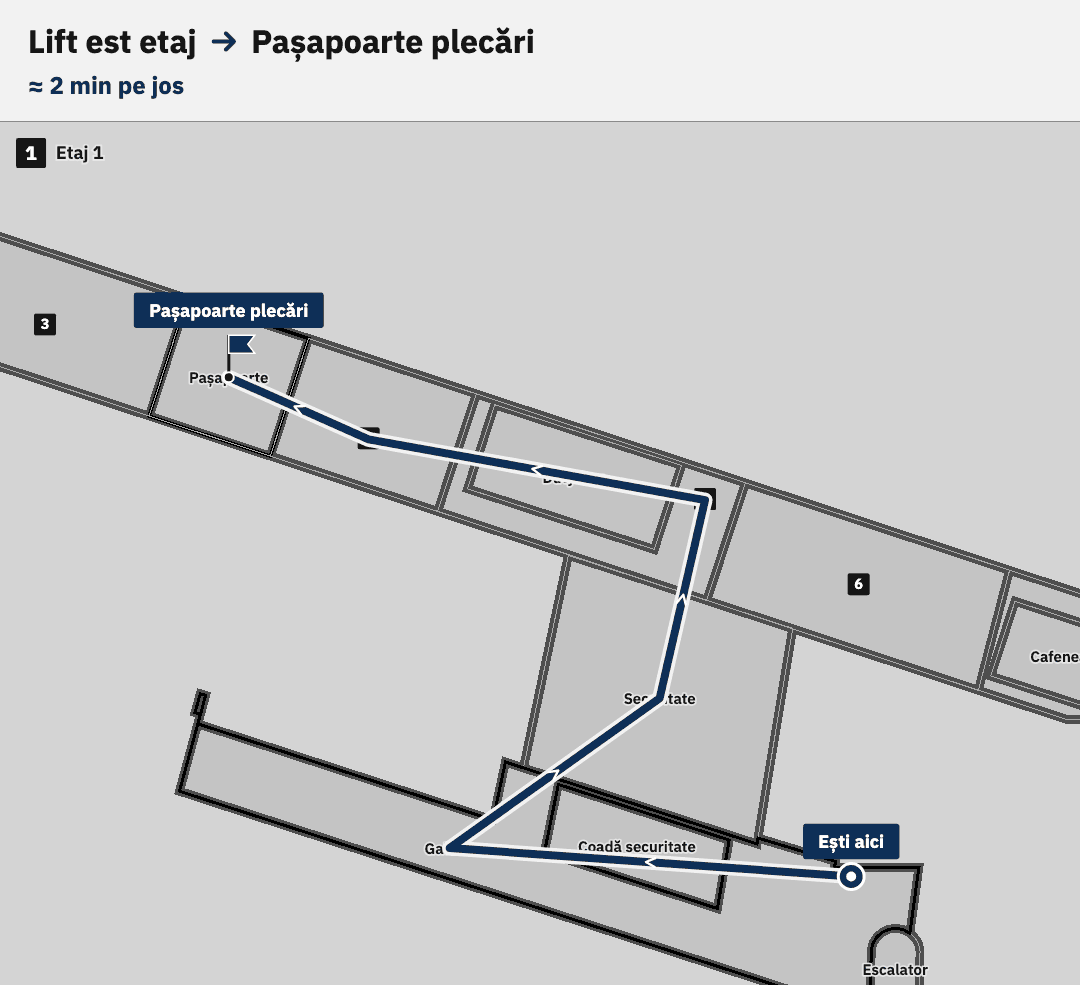 Lift est etaj → Pașapoarte plecări
≈ 2 min pe jos
1 Etaj 1
Pașapoarte plecări
3
6
Cafene
Coadă securitate
Ești aici
Escalator